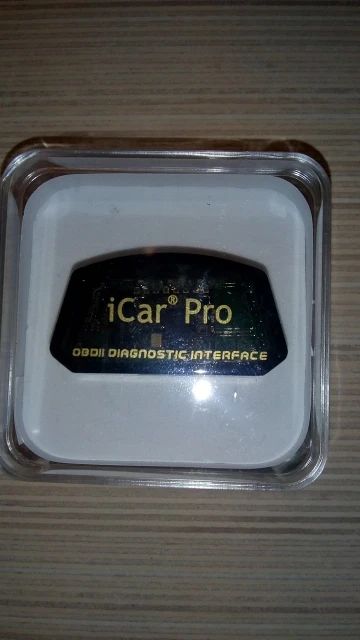 iCar® Pro
OBDII DIAGNOSTIC INTERFACE